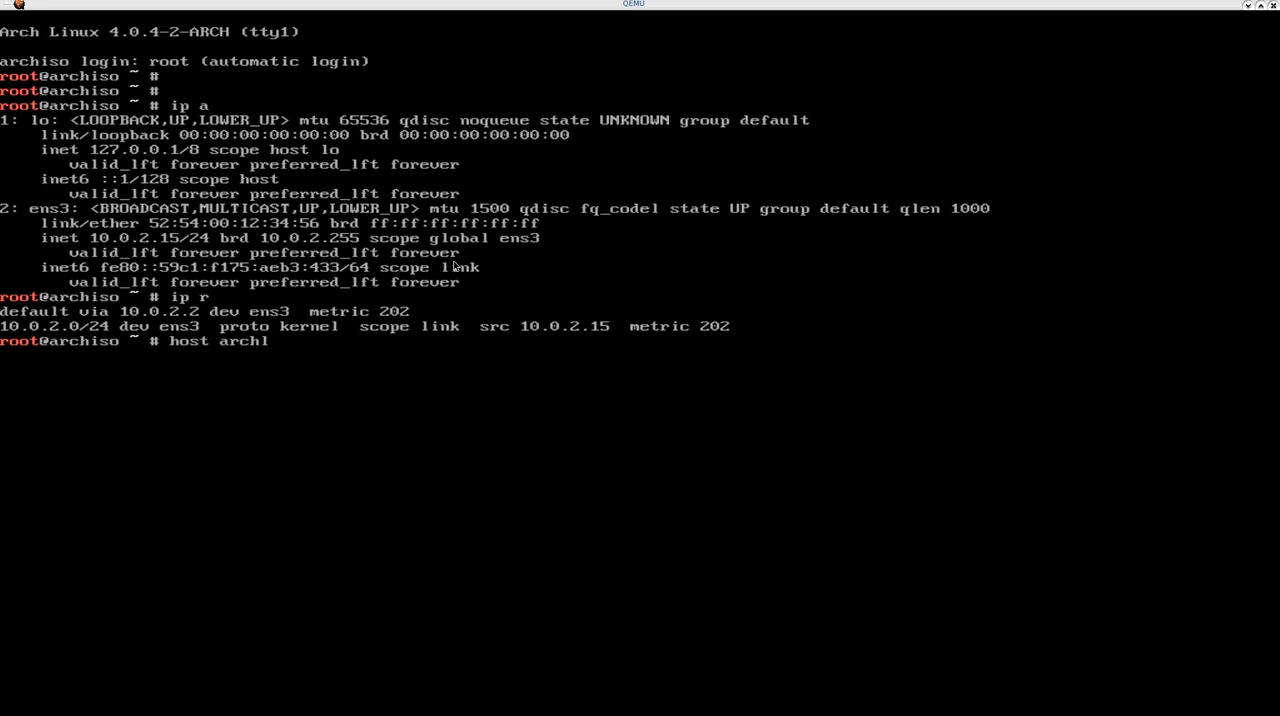 QEMU
Arch Linux 4.0.4-2-ARCH (tty1)
archiso login: root (automatic login)
root@archiso ~ #
root@archiso ~ #
root@archiso ~ # ip a
1: lo: <LOOPBACK,UP,LOWER_UP> mtu 65536 qdisc noqueue state UNKNOWN group default
    link/loopback 00:00:00:00:00:00 brd 00:00:00:00:00:00
    inet 127.0.0.1/8 scope host lo
       valid_lft forever preferred_lft forever
    inet6 ::1/128 scope host
       valid_lft forever preferred_lft forever
2: ens3: <BROADCAST,MULTICAST,UP,LOWER_UP> mtu 1500 qdisc fq_codel state UP group default qlen 1000
    link/ether 52:54:00:12:34:56 brd ff:ff:ff:ff:ff:ff
    inet 10.0.2.15/24 brd 10.0.2.255 scope global ens3
       valid_lft forever preferred_lft forever
    inet6 fe80::59c1:f175:aeb3:433/64 scope link
       valid_lft forever preferred_lft forever
root@archiso ~ # ip r
default via 10.0.2.2 dev ens3  metric 202
10.0.2.0/24 dev ens3  proto kernel  scope link  src 10.0.2.15  metric 202
root@archiso ~ # host archl